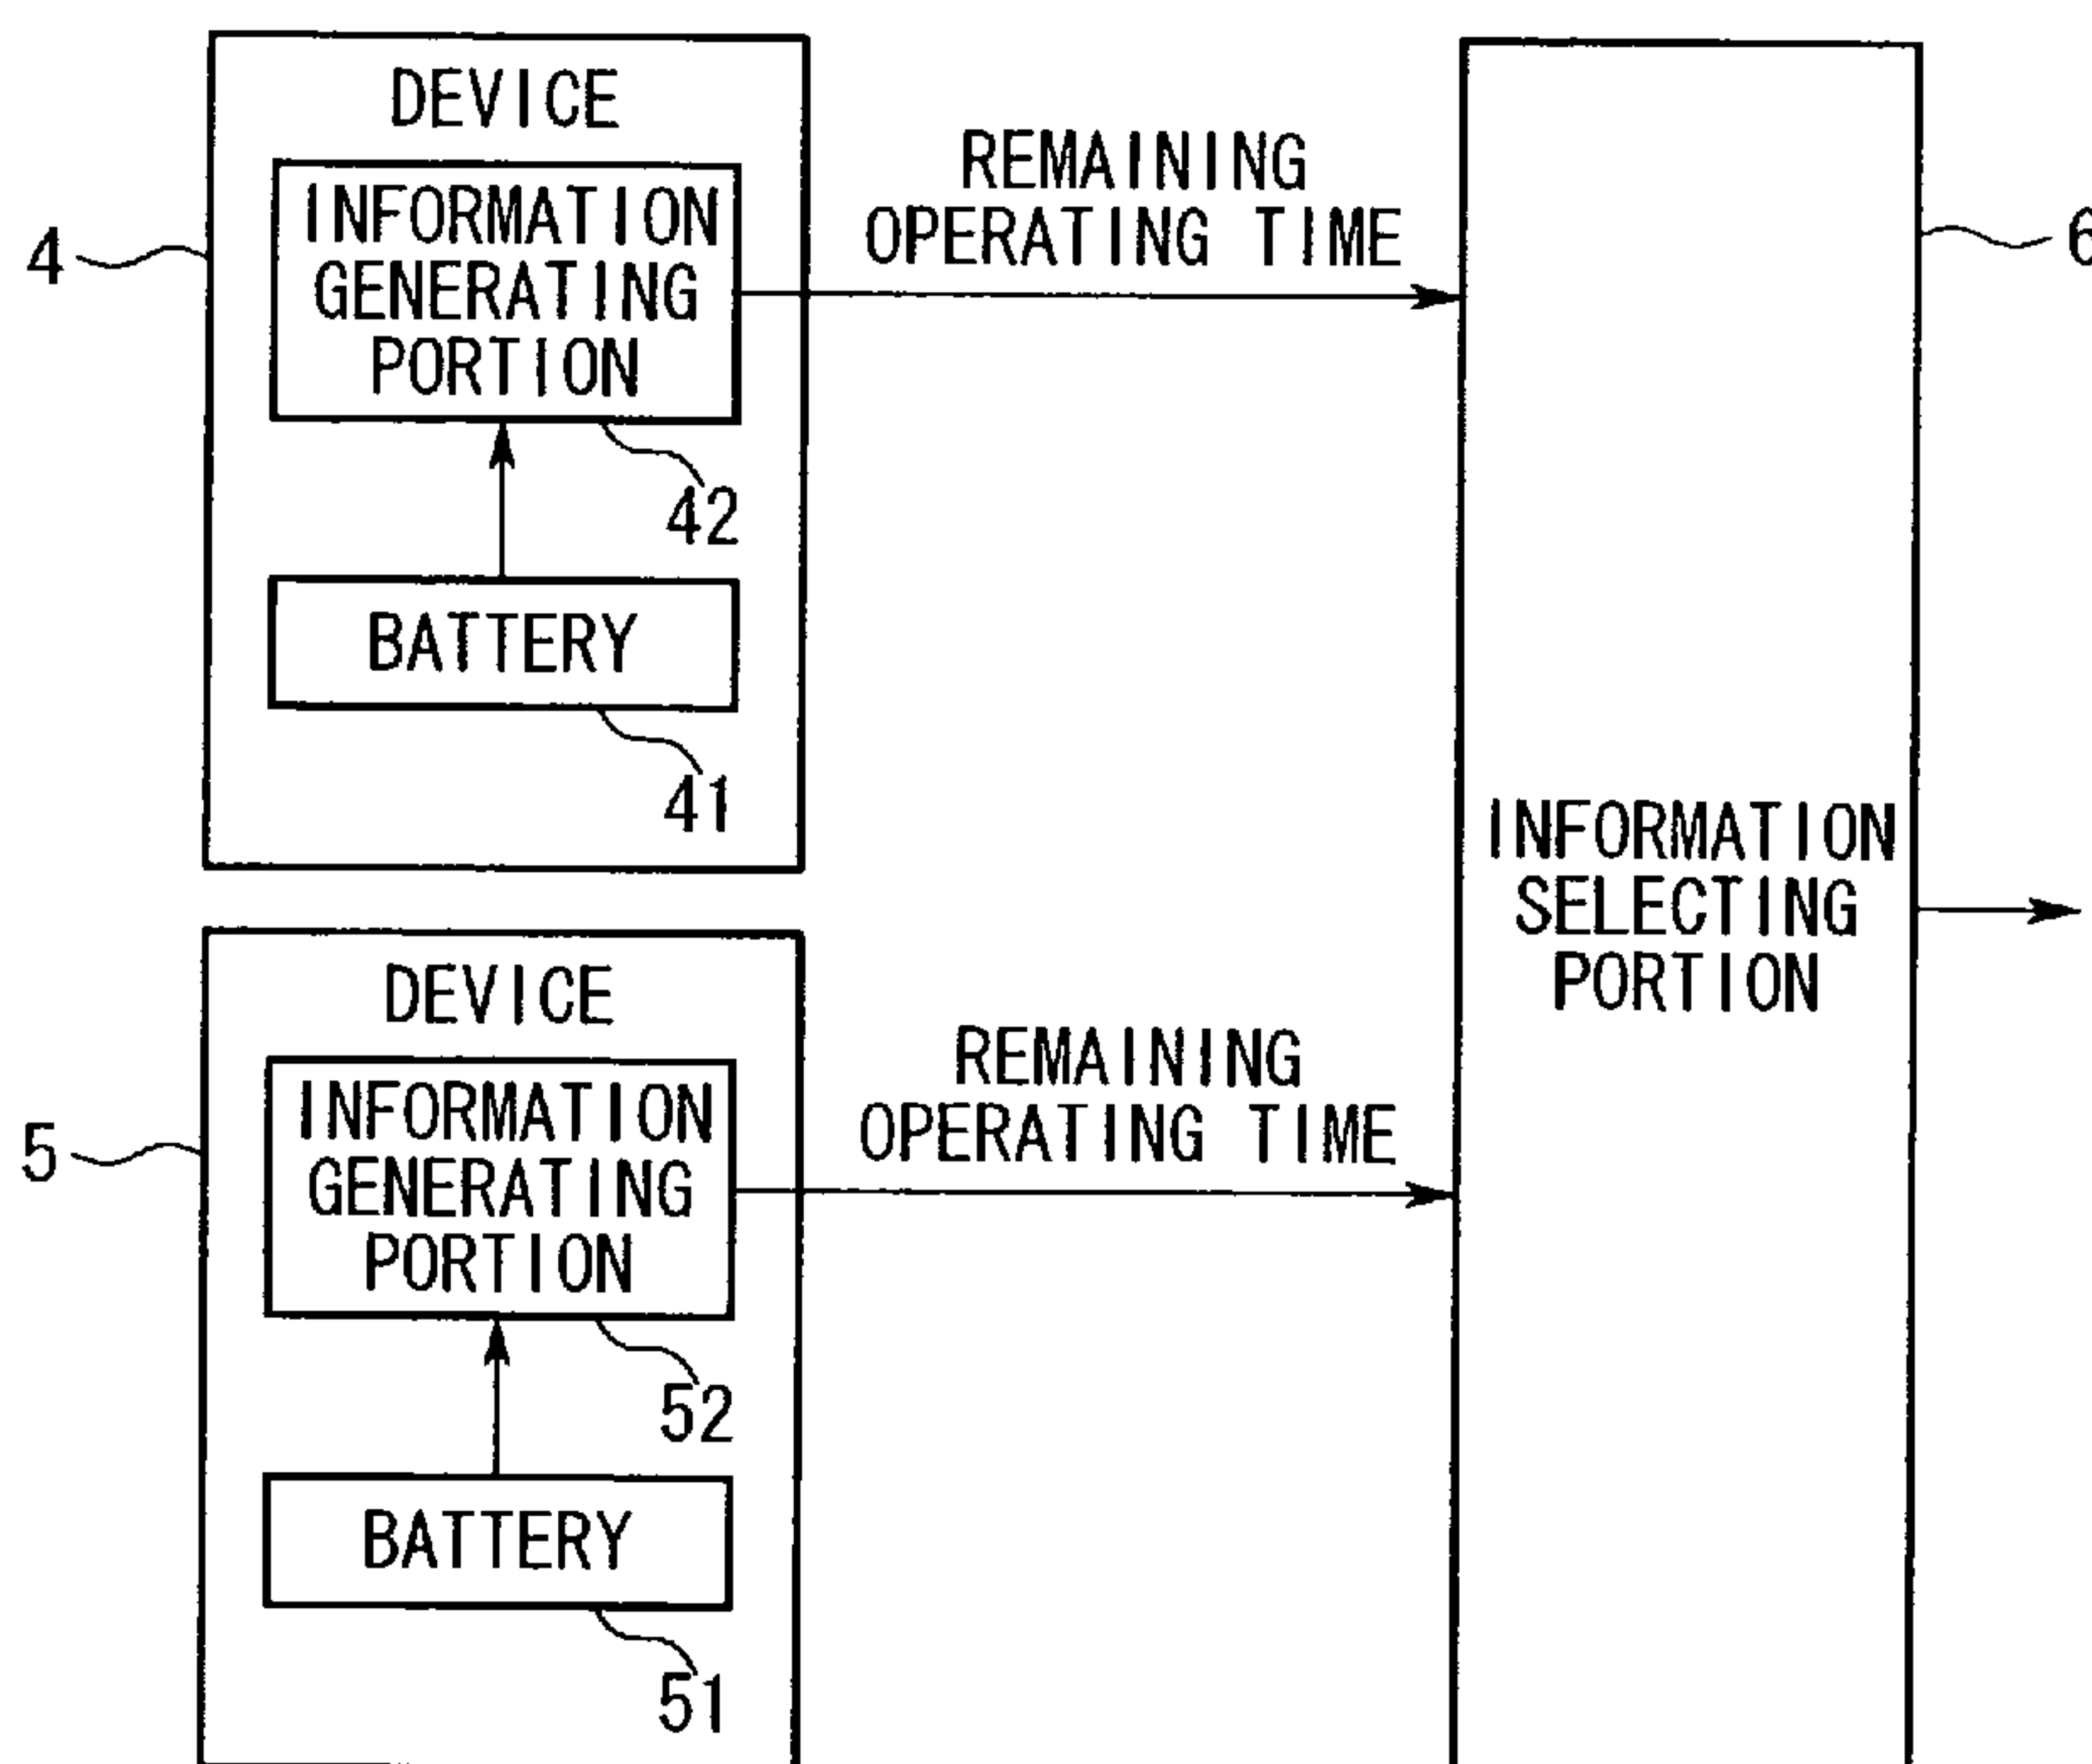 DEVICE
INFORMATION
GENERATING
PORTION
4
42
BATTERY
41
REMAINING
OPERATING TIME
6
DEVICE
INFORMATION
GENERATING
PORTION
5
52
BATTERY
51
REMAINING
OPERATING TIME
INFORMATION
SELECTING
PORTION